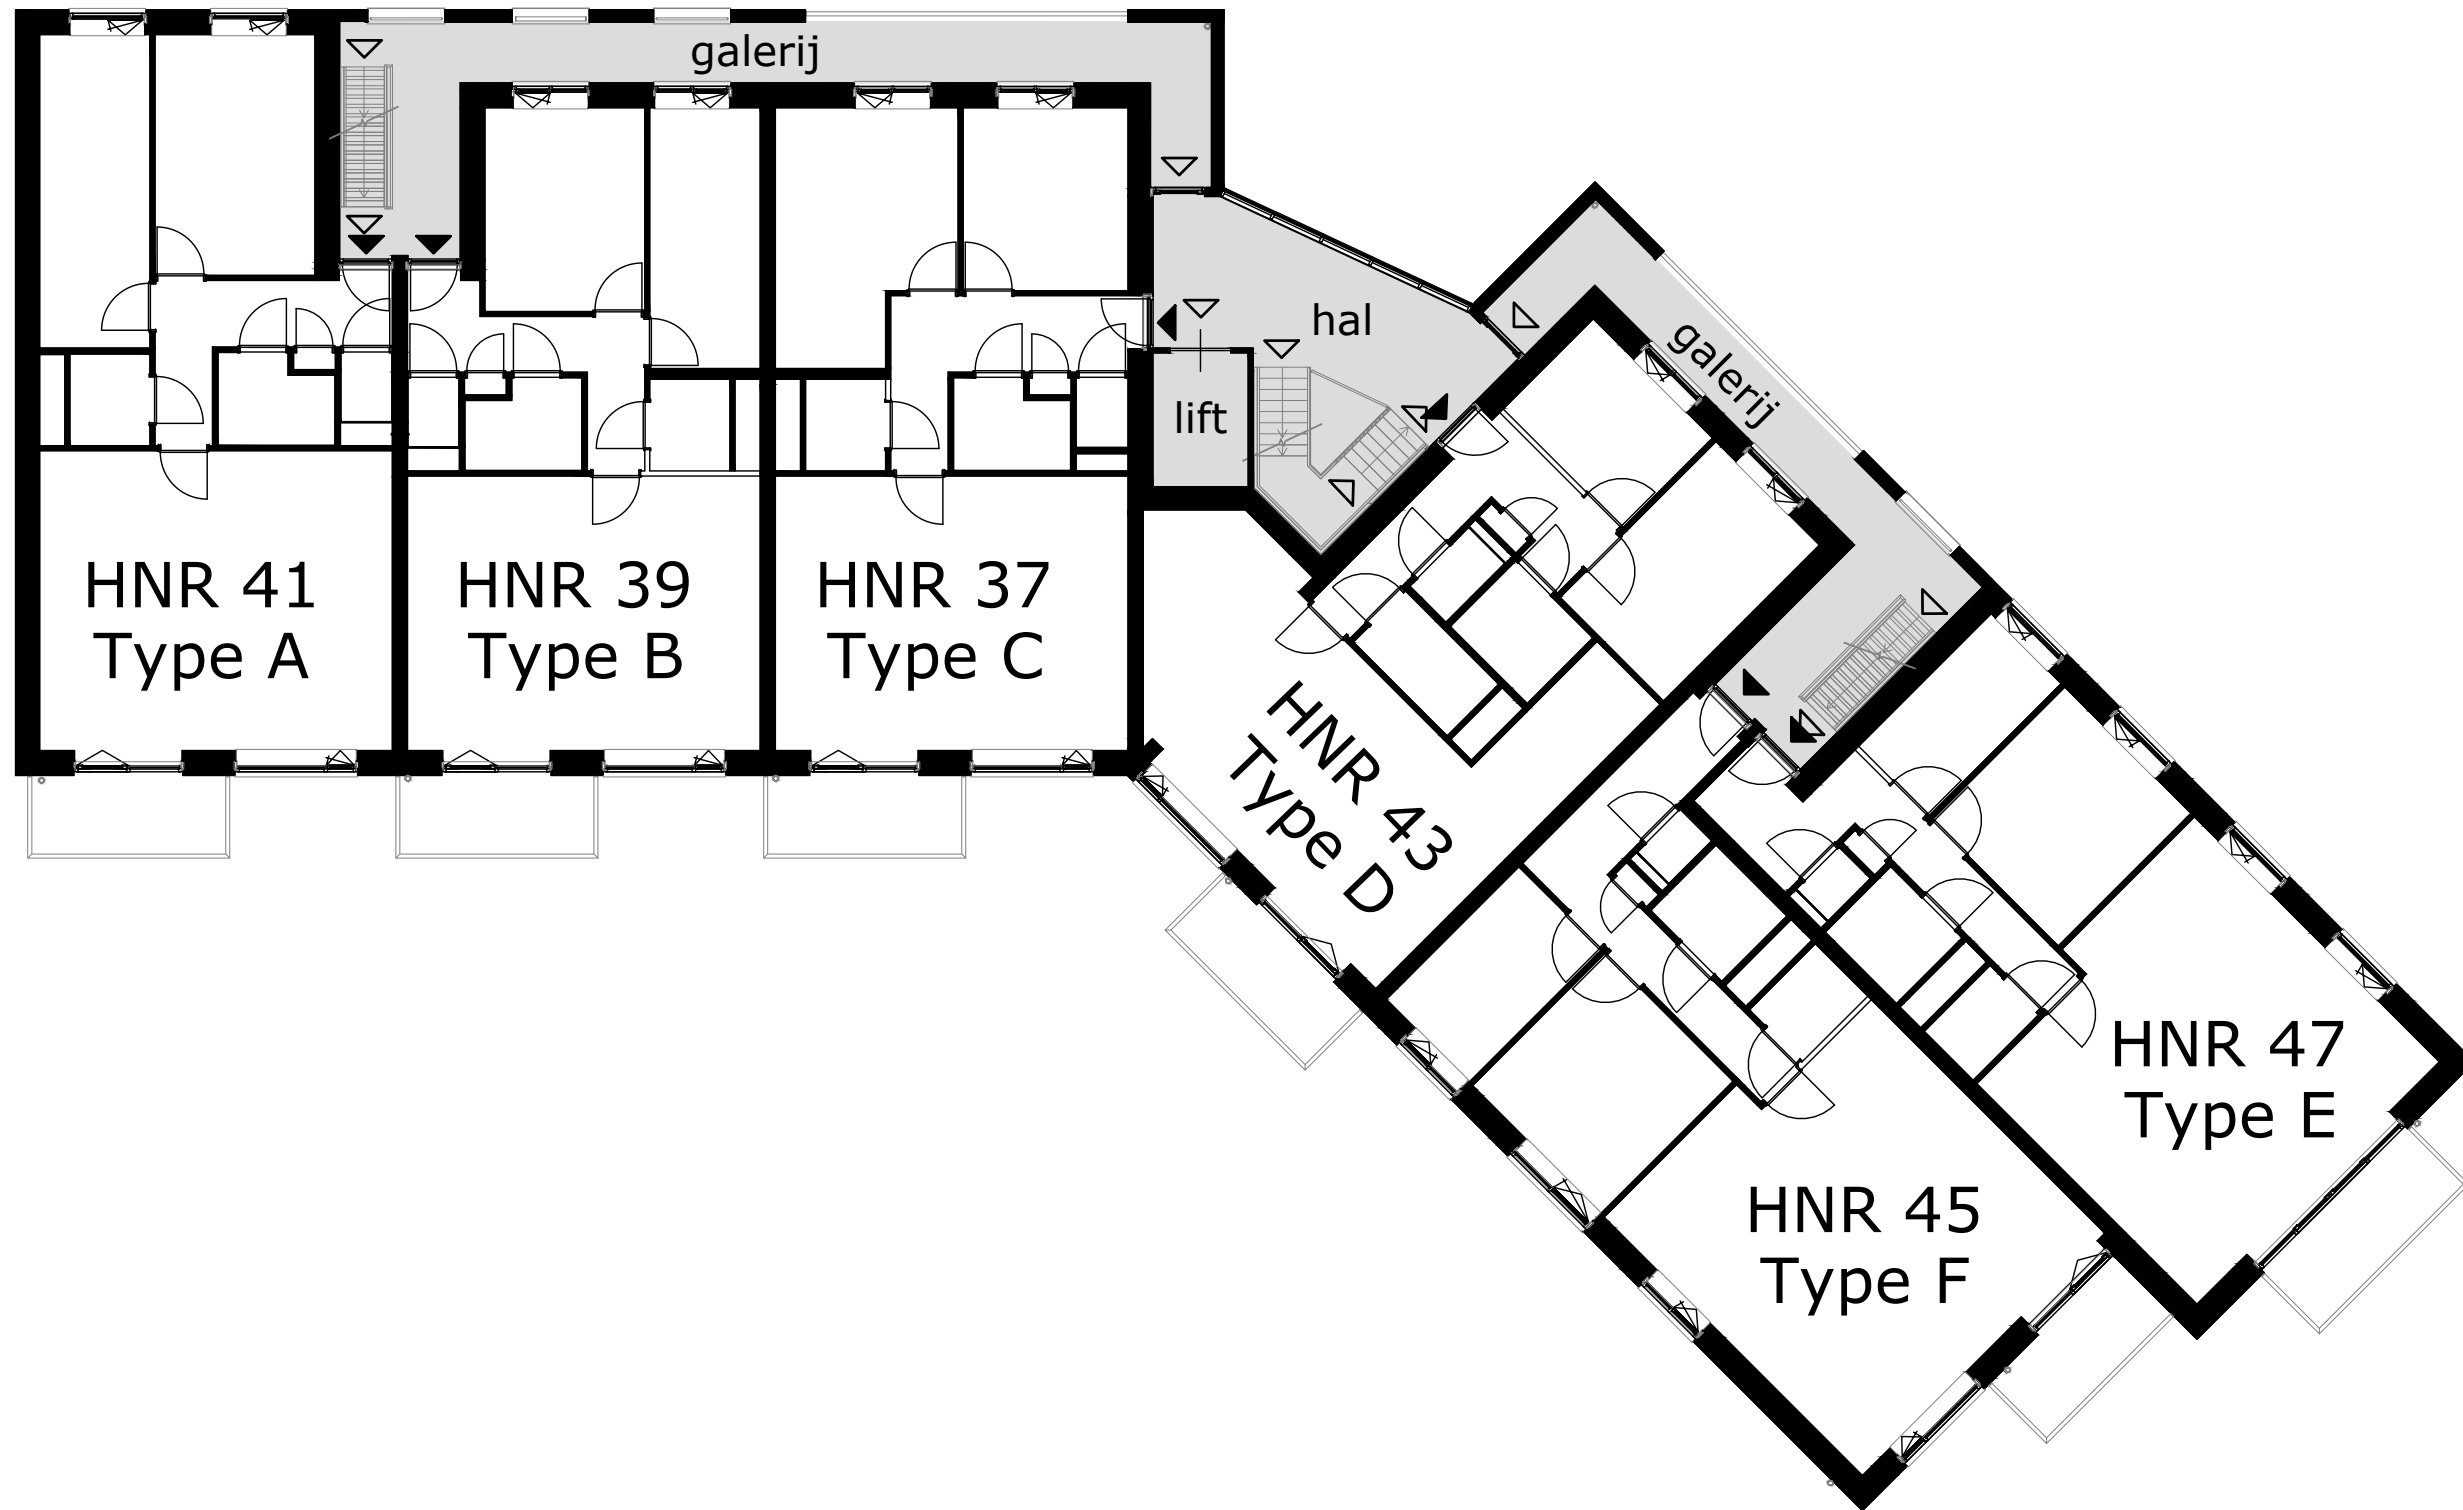 galerij
hal
galerij
lift
HNR 41
Type A
HNR 39
Type B
HNR 37
Type C
HNR 43
Type D
HNR 47
Type E
HNR 45
Type F